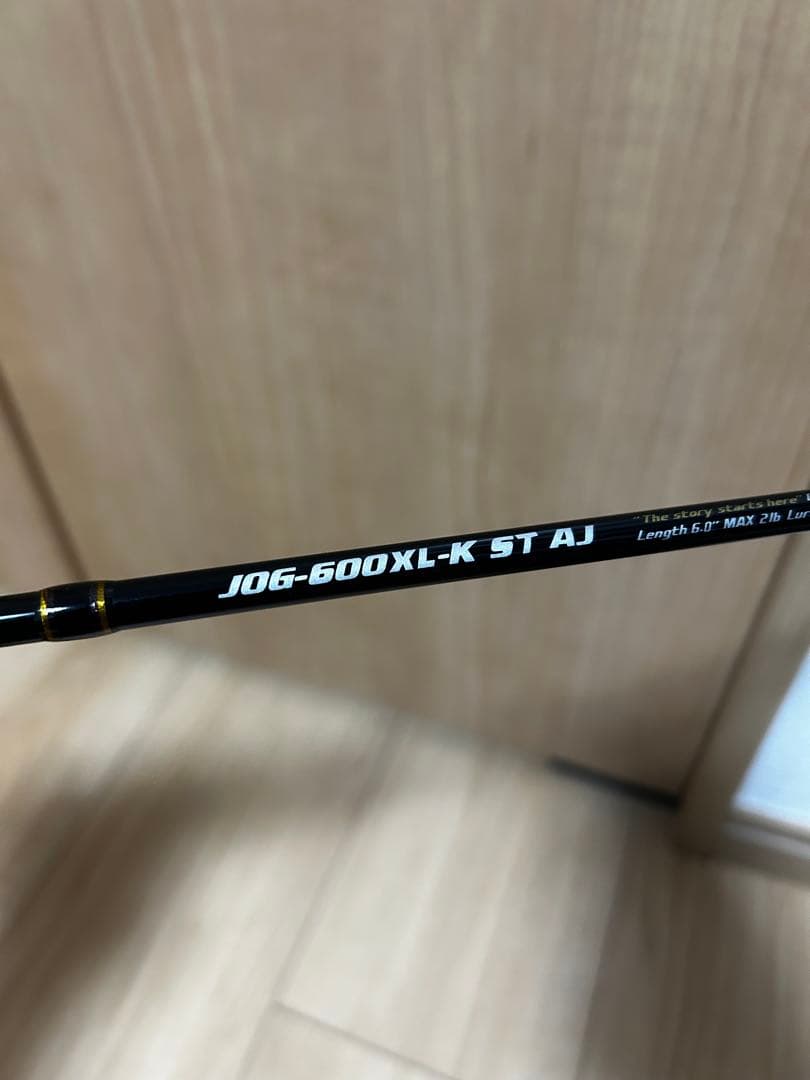 JOG-600XL-K ST AJ
"The story starts here"
Length 6.0" MAX 2lb